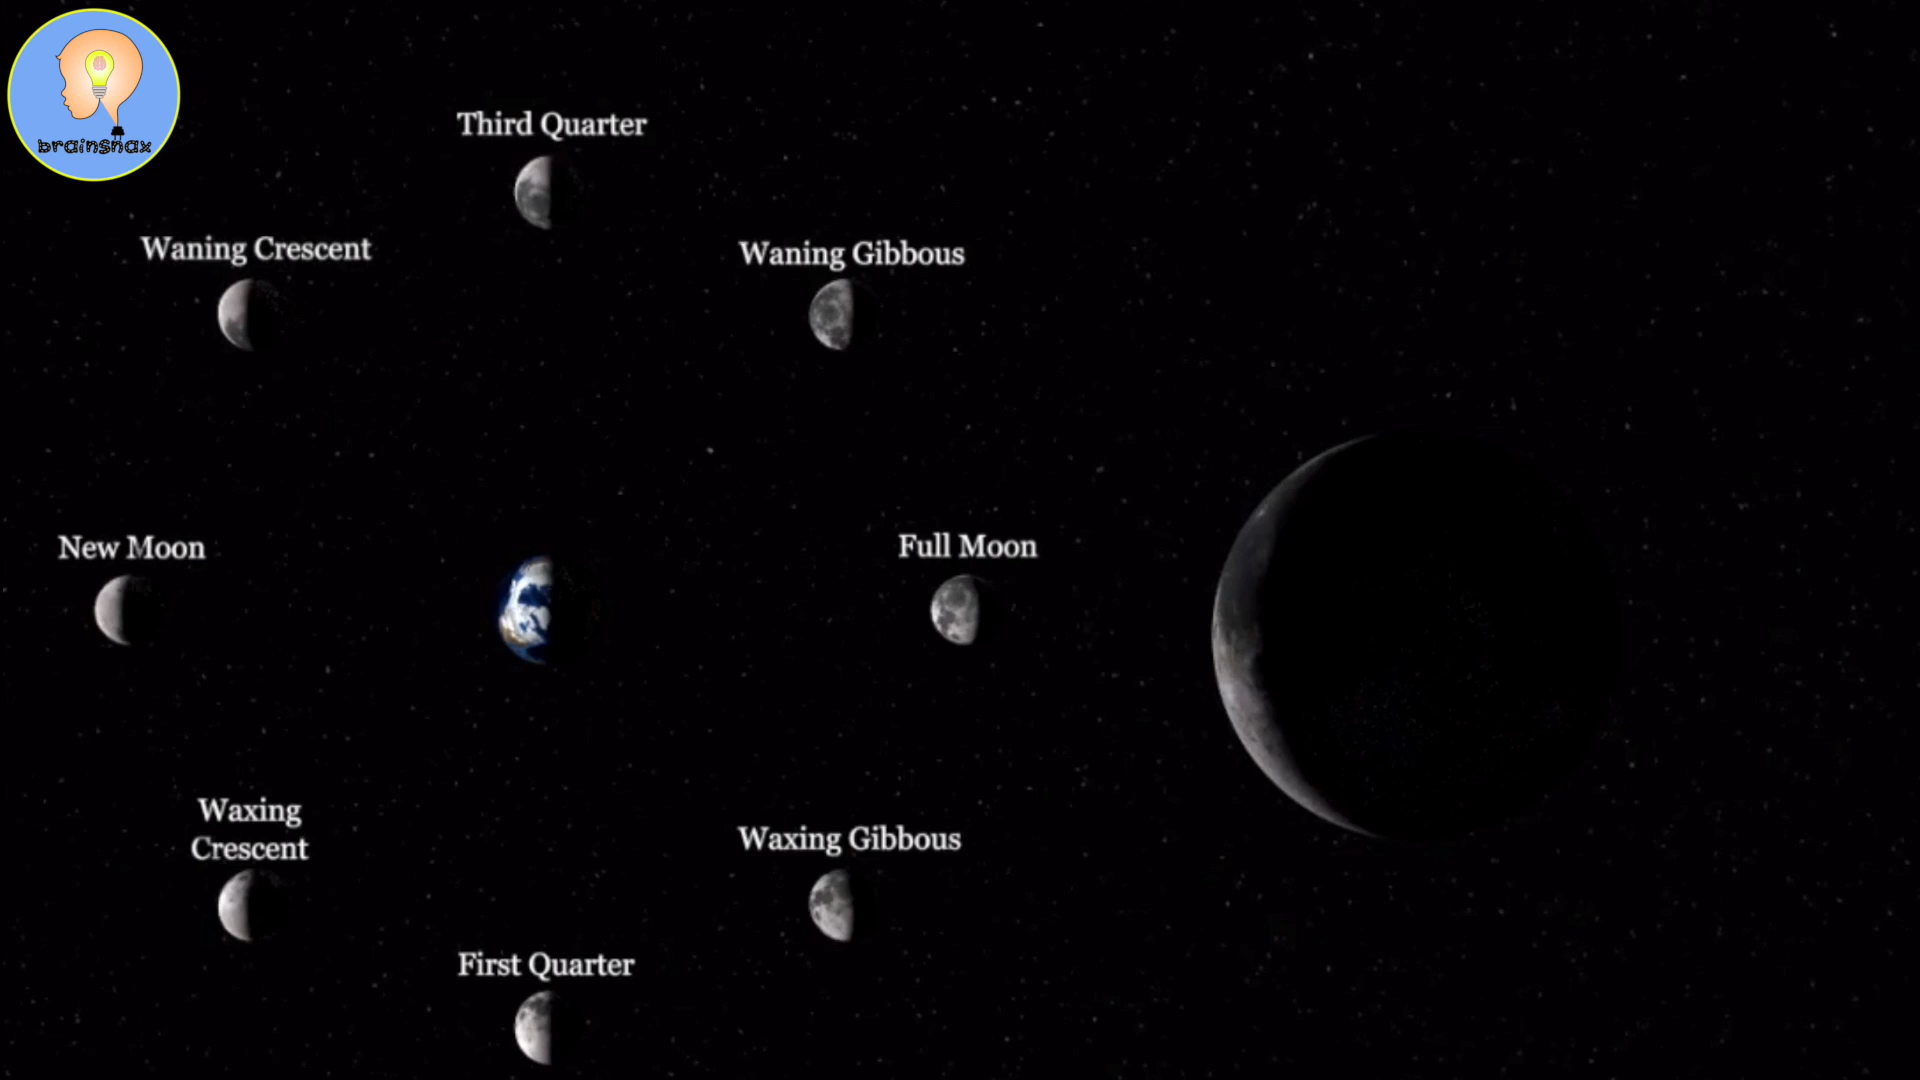 brainsnax
Third Quarter
Waning Crescent
Waning Gibbous
New Moon
Full Moon
Waxing
Crescent
Waxing Gibbous
First Quarter